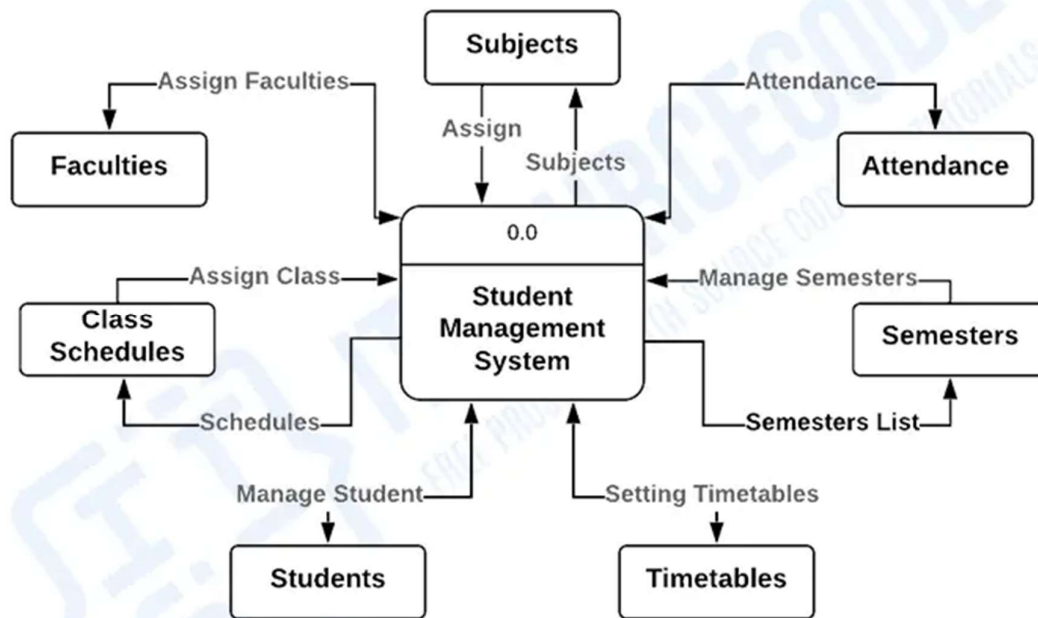 Subjects
Assign Faculties
Attendance
Assign
Faculties
Subjects
Attendance
0.0
Assign Class
Manage Semesters
Student
Management
System
Class
Schedules
Semesters
Schedules
Semesters List
Manage Student
Setting Timetables
Students
Timetables